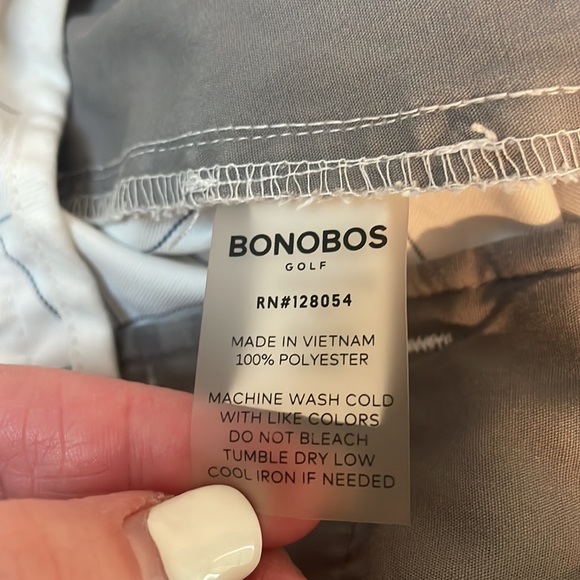 BONOBOS
GOLF
RN#128054
MADE IN VIETNAM
100% POLYESTER
MACHINE WASH COLD
WITH LIKE COLORS
DO NOT BLEACH
TUMBLE DRY LOW
COOL IRON IF NEEDED